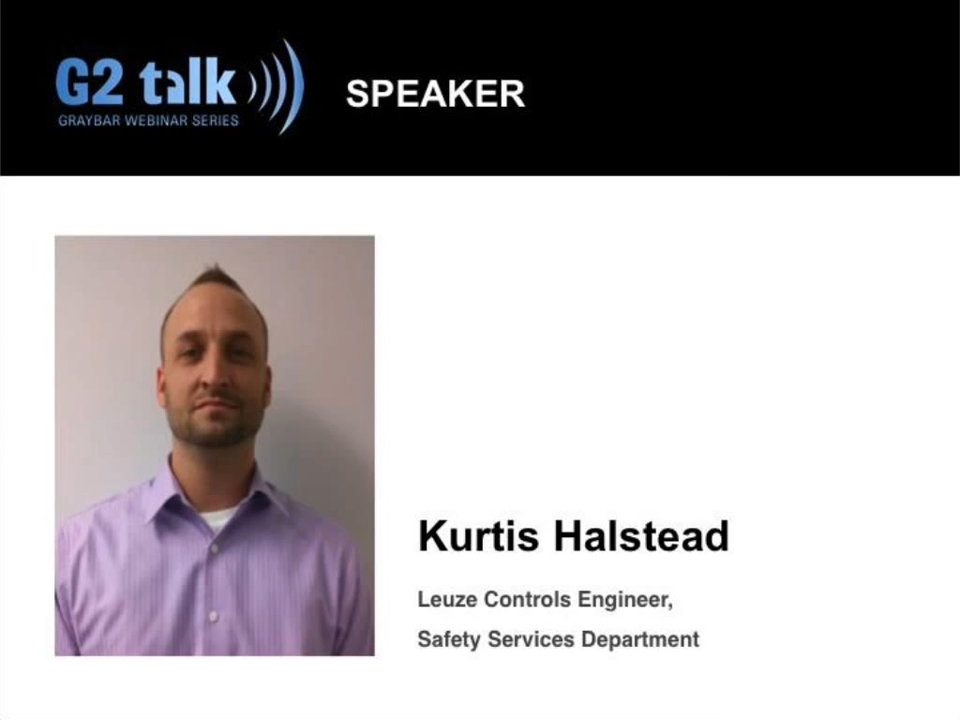 G2 talk
GRAYBAR WEBINAR SERIES
SPEAKER
Kurtis Halstead
Leuze Controls Engineer,
Safety Services Department